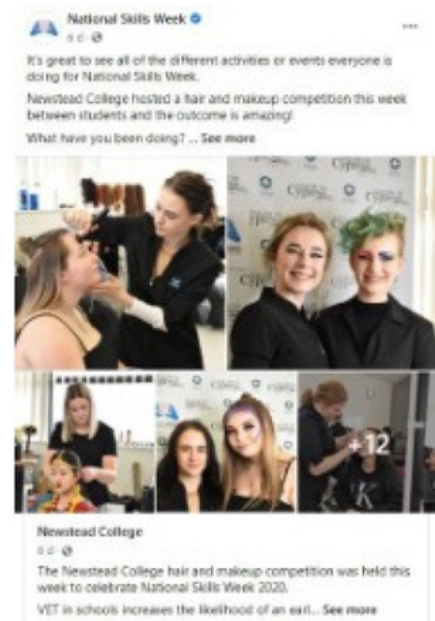 National Skills Week
6 d ·
It's great to see all of the different activities or events everyone is
doing for National Skills Week.
Newstead College hosted a hair and makeup competition this week
between students and the outcome is amazing!
What have you been doing? ... See more
+12
Newstead College
6 d ·
The Newstead College hair and makeup competition was held this
week to celebrate National Skills Week 2020.
VET in schools increases the likelihood of an earl... See more